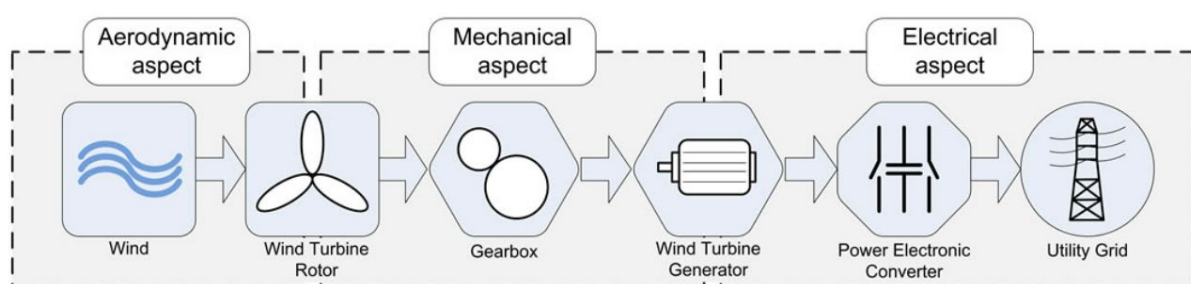 Aerodynamic
aspect
Mechanical
aspect
Electrical
aspect
Wind
Wind Turbine
Rotor
Gearbox
Wind Turbine
Generator
Power Electronic
Converter
Utility Grid